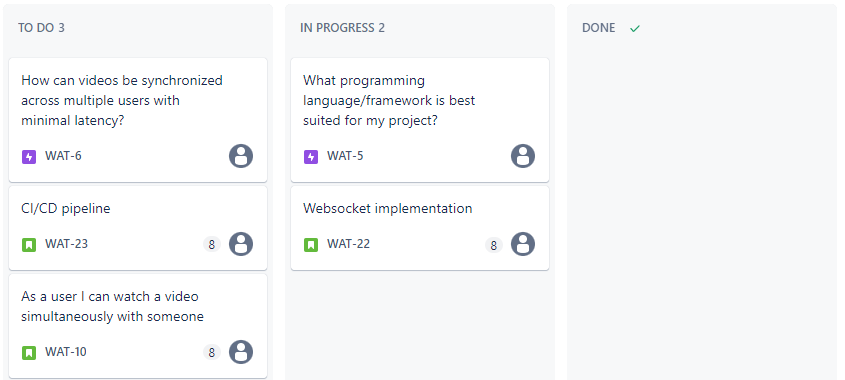 TO DO 3
How can videos be synchronized
across multiple users with
minimal latency?
WAT-6
CI/CD pipeline
WAT-23 8
As a user I can watch a video
simultaneously with someone
WAT-10 8
IN PROGRESS 2
What programming
language/framework is best
suited for my project?
WAT-5
Websocket implementation
WAT-22 8
DONE